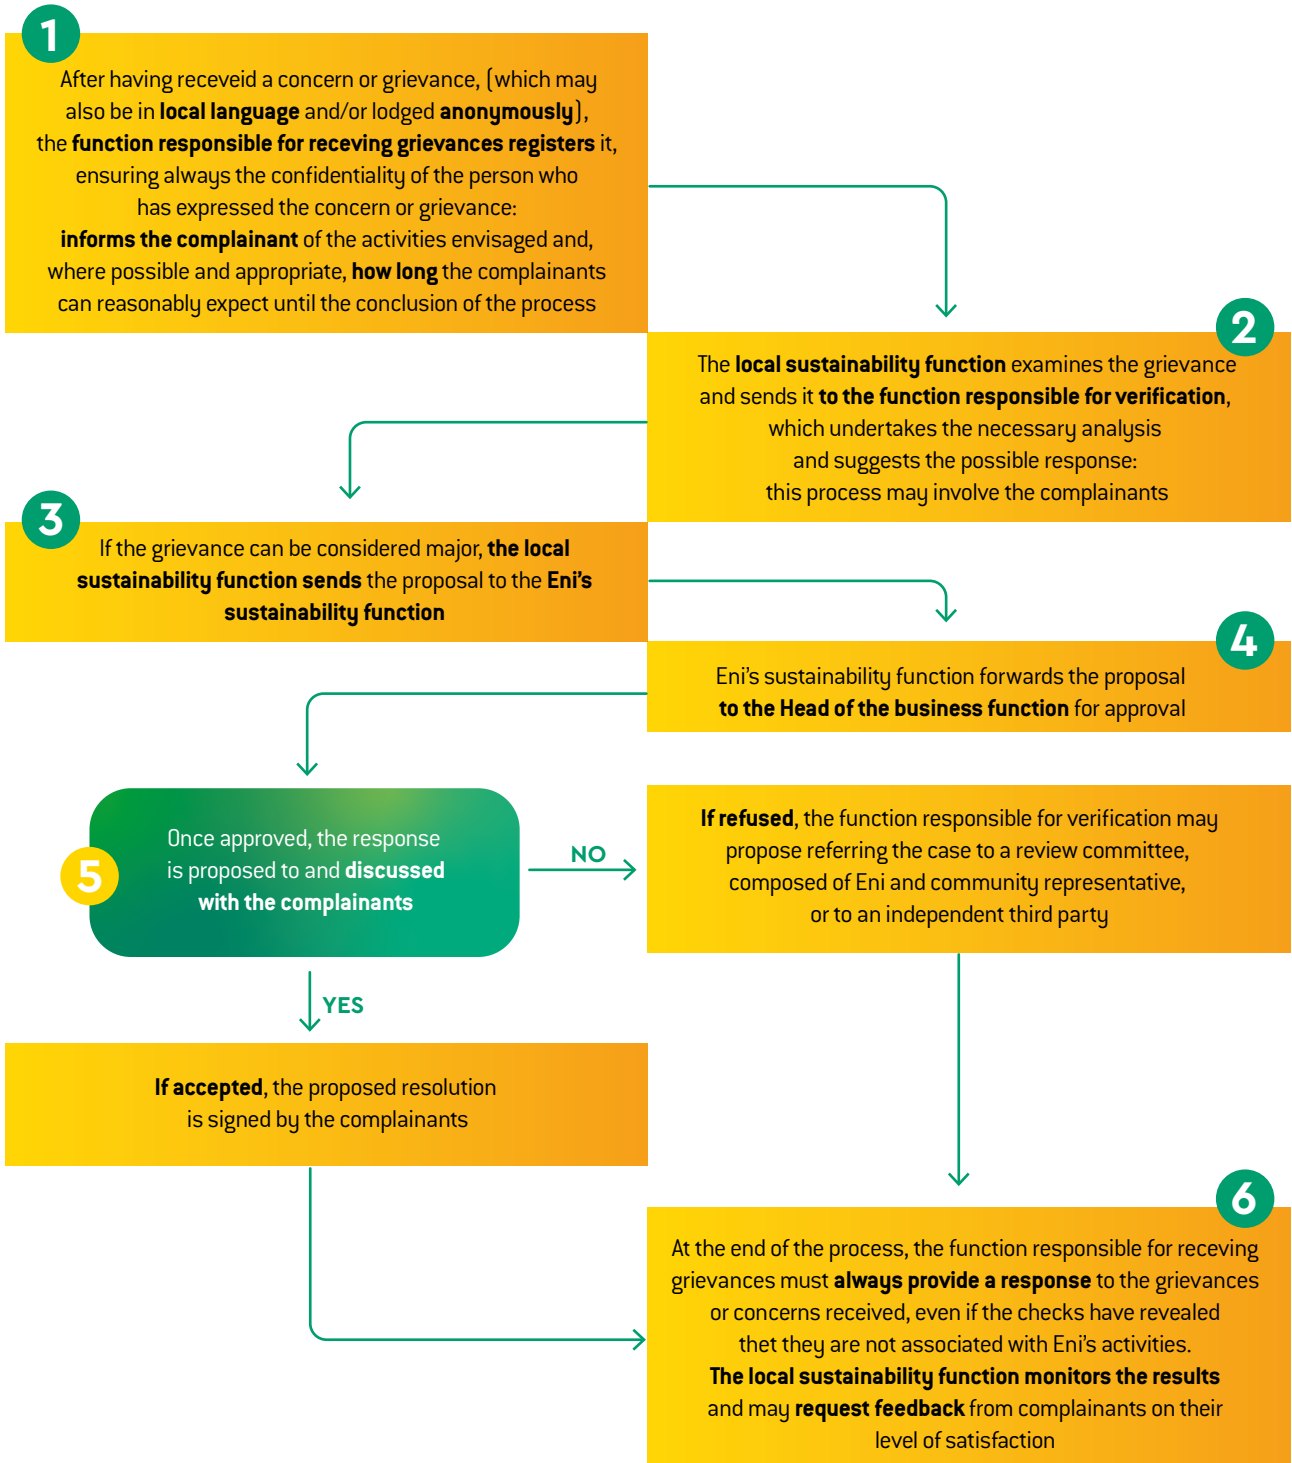 1
After having receveid a concern or grievance, (which may
also be in local language and/or lodged anonymously),
the function responsible for receving grievances registers it,
ensuring always the confidentiality of the person who
has expressed the concern or grievance:
informs the complainant of the activities envisaged and,
where possible and appropriate, how long the complainants
can reasonably expect until the conclusion of the process
2
The local sustainability function examines the grievance
and sends it to the function responsible for verification,
which undertakes the necessary analysis
and suggests the possible response:
this process may involve the complainants
3
If the grievance can be considered major, the local
sustainability function sends the proposal to the Eni's
sustainability function
4
Eni's sustainability function forwards the proposal
to the Head of the business function for approval
5
Once approved, the response
is proposed to and discussed
with the complainants
NO
If refused, the function responsible for verification may
propose referring the case to a review committee,
composed of Eni and community representative,
or to an independent third party
YES
If accepted, the proposed resolution
is signed by the complainants
6
At the end of the process, the function responsible for receving
grievances must always provide a response to the grievances
or concerns received, even if the checks have revealed
thet they are not associated with Eni's activities.
The local sustainability function monitors the results
and may request feedback from complainants on their
level of satisfaction